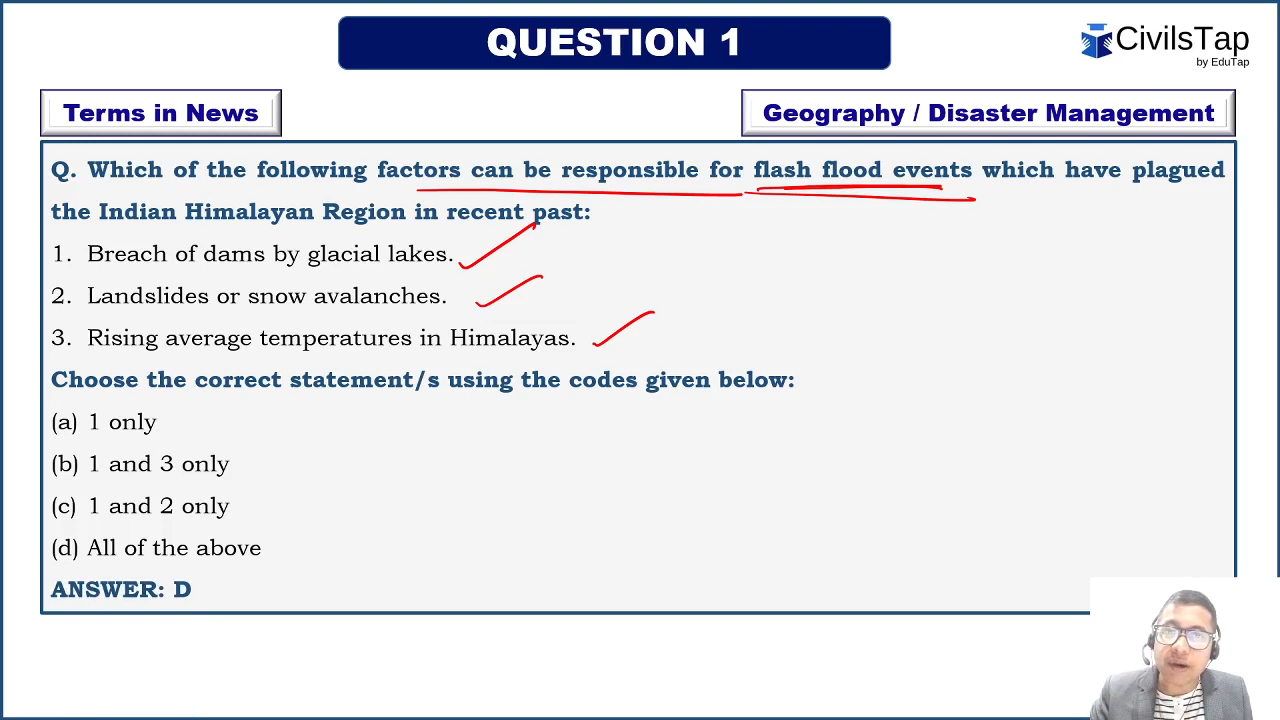 QUESTION 1
CivilsTap
by EduTap
Terms in News
Geography / Disaster Management
Q. Which of the following factors can be responsible for flash flood events which have plagued
the Indian Himalayan Region in recent past:
1. Breach of dams by glacial lakes.
2. Landslides or snow avalanches.
3. Rising average temperatures in Himalayas.
Choose the correct statement/s using the codes given below:
(a) 1 only
(b) 1 and 3 only
(c) 1 and 2 only
(d) All of the above
ANSWER: D